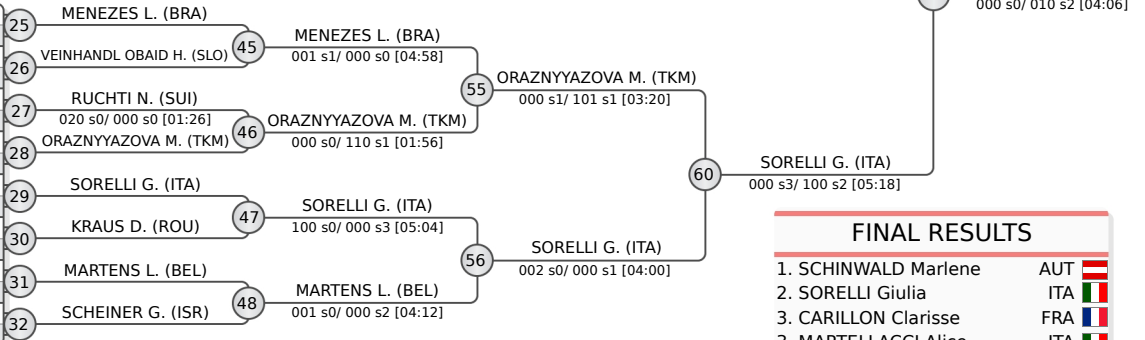 000 s0/ 010 s2 [04:06]
25
MENEZES L. (BRA)
26
VEINHANDL OBAID H. (SLO)
45
MENEZES L. (BRA)
001 s1/ 000 s0 [04:58]
27
RUCHTI N. (SUI)
020 s0/ 000 s0 [01:26]
28
ORAZNYYAZOVA M. (TKM)
46
ORAZNYYAZOVA M. (TKM)
000 s0/ 110 s1 [01:56]
55
ORAZNYYAZOVA M. (TKM)
000 s1/ 101 s1 [03:20]
29
SORELLI G. (ITA)
30
KRAUS D. (ROU)
47
SORELLI G. (ITA)
100 s0/ 000 s3 [05:04]
31
MARTENS L. (BEL)
32
SCHEINER G. (ISR)
48
MARTENS L. (BEL)
001 s0/ 000 s2 [04:12]
56
SORELLI G. (ITA)
002 s0/ 000 s1 [04:00]
60
SORELLI G. (ITA)
000 s3/ 100 s2 [05:18]
FINAL RESULTS
1. SCHINWALD Marlene AUT
2. SORELLI Giulia ITA
3. CARILLON Clarisse FRA
3. MARTELLACCI Alice ITA